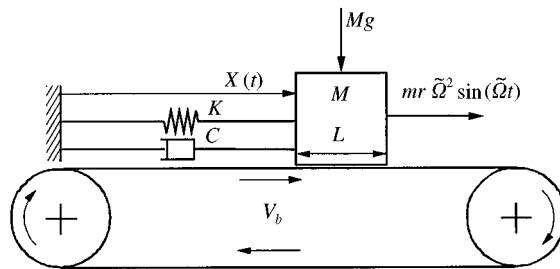 Mg
X (t)
K
M
mr Ω̃² sin (Ω̃t)
C
L
V_b